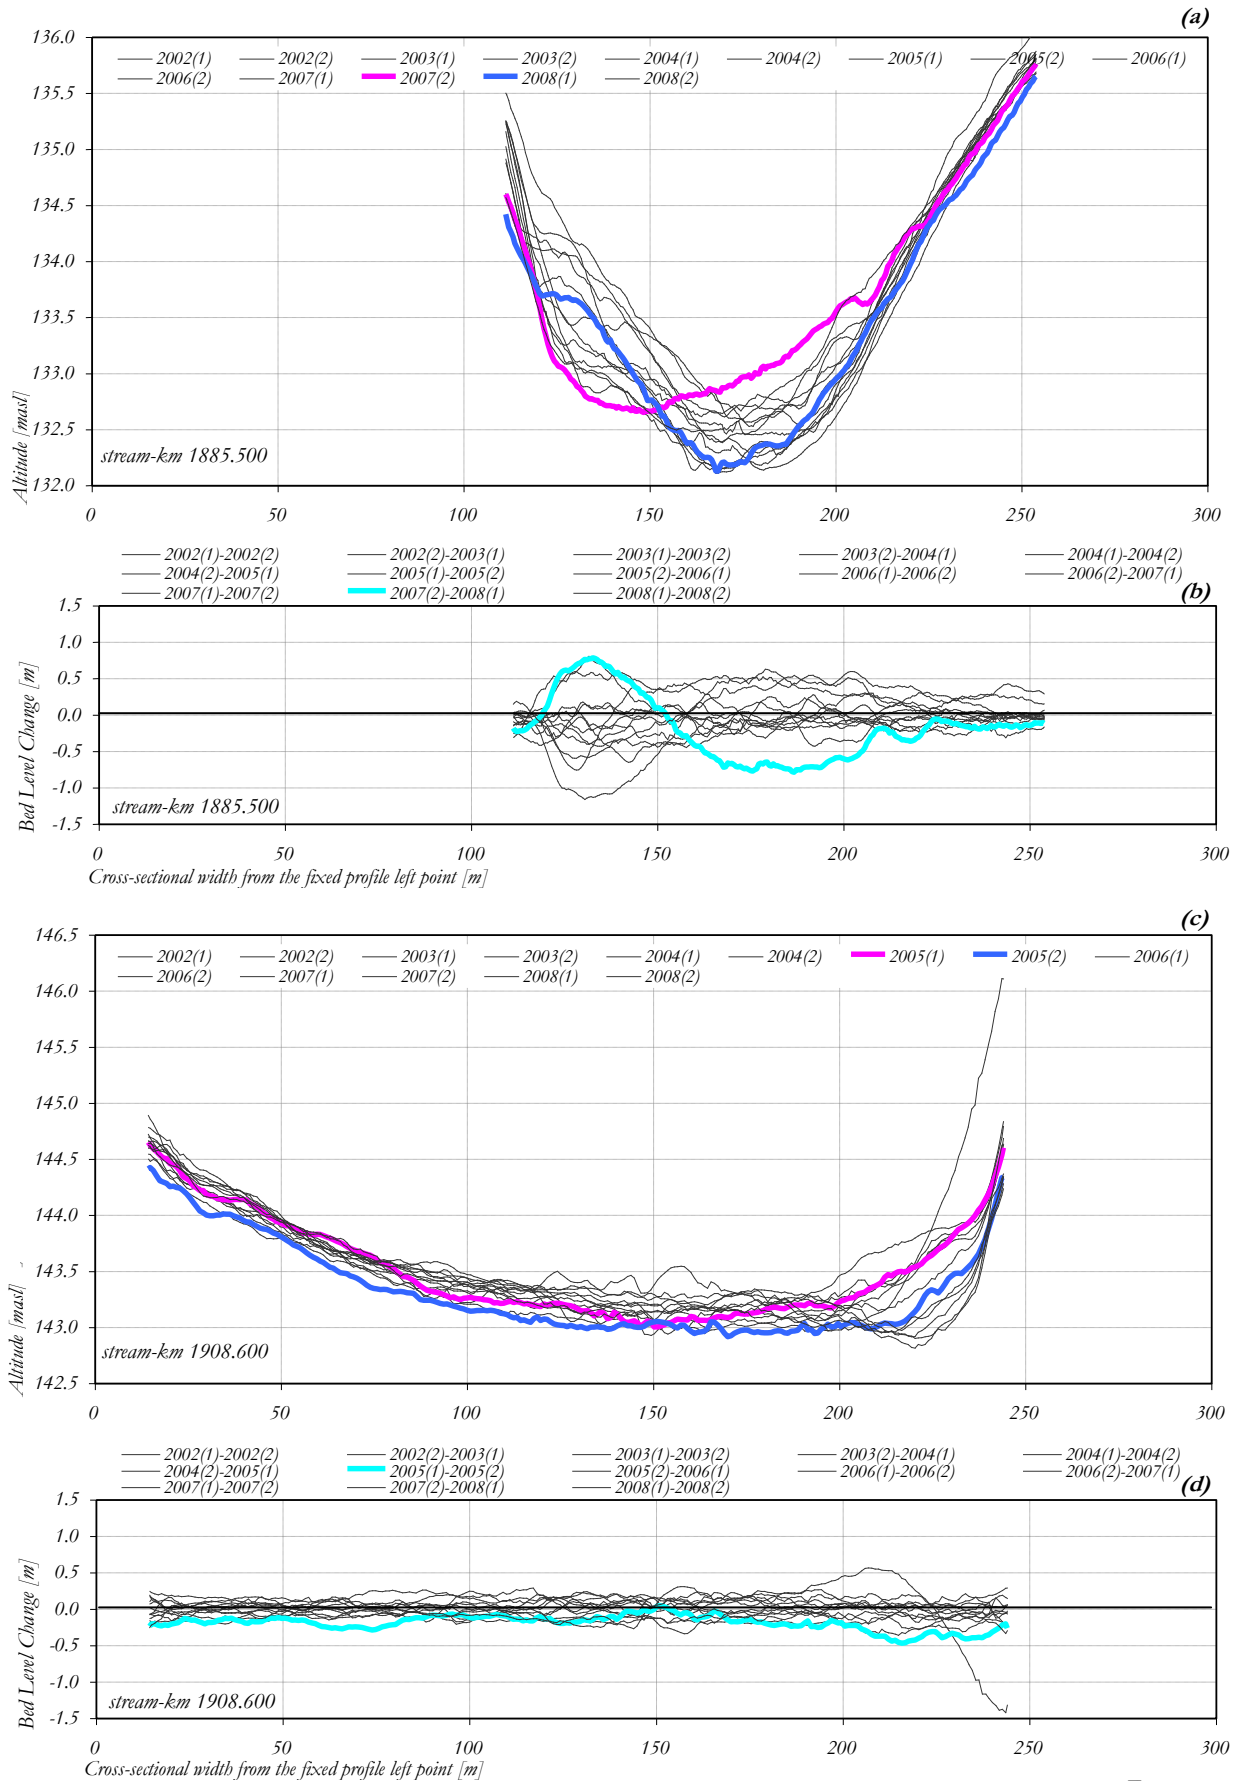 (a)
136.0
2002(1) 2002(2) 2003(1) 2003(2) 2004(1) 2004(2) 2005(1) 2005(2) 2006(1)
2006(2) 2007(1) 2007(2) 2008(1) 2008(2)
135.5
135.0
134.5
134.0
133.5
133.0
132.5
132.0
Altitude [masl]
stream-km 1885.500
0 50 100 150 200 250 300
2002(1)-2002(2) 2002(2)-2003(1) 2003(1)-2003(2) 2003(2)-2004(1) 2004(1)-2004(2)
2004(2)-2005(1) 2005(1)-2005(2) 2005(2)-2006(1) 2006(1)-2006(2) 2006(2)-2007(1)
2007(1)-2007(2) 2007(2)-2008(1) 2008(1)-2008(2)
(b)
1.5
1.0
0.5
0.0
-0.5
-1.0
-1.5
Bed Level Change [m]
stream-km 1885.500
0 50 100 150 200 250 300
Cross-sectional width from the fixed profile left point [m]
(c)
146.5
2002(1) 2002(2) 2003(1) 2003(2) 2004(1) 2004(2) 2005(1) 2005(2) 2006(1)
2006(2) 2007(1) 2007(2) 2008(1) 2008(2)
146.0
145.5
145.0
144.5
144.0
143.5
143.0
142.5
Altitude [masl]
stream-km 1908.600
0 50 100 150 200 250 300
2002(1)-2002(2) 2002(2)-2003(1) 2003(1)-2003(2) 2003(2)-2004(1) 2004(1)-2004(2)
2004(2)-2005(1) 2005(1)-2005(2) 2005(2)-2006(1) 2006(1)-2006(2) 2006(2)-2007(1)
2007(1)-2007(2) 2007(2)-2008(1) 2008(1)-2008(2)
(d)
1.5
1.0
0.5
0.0
-0.5
-1.0
-1.5
Bed Level Change [m]
stream-km 1908.600
0 50 100 150 200 250 300
Cross-sectional width from the fixed profile left point [m]